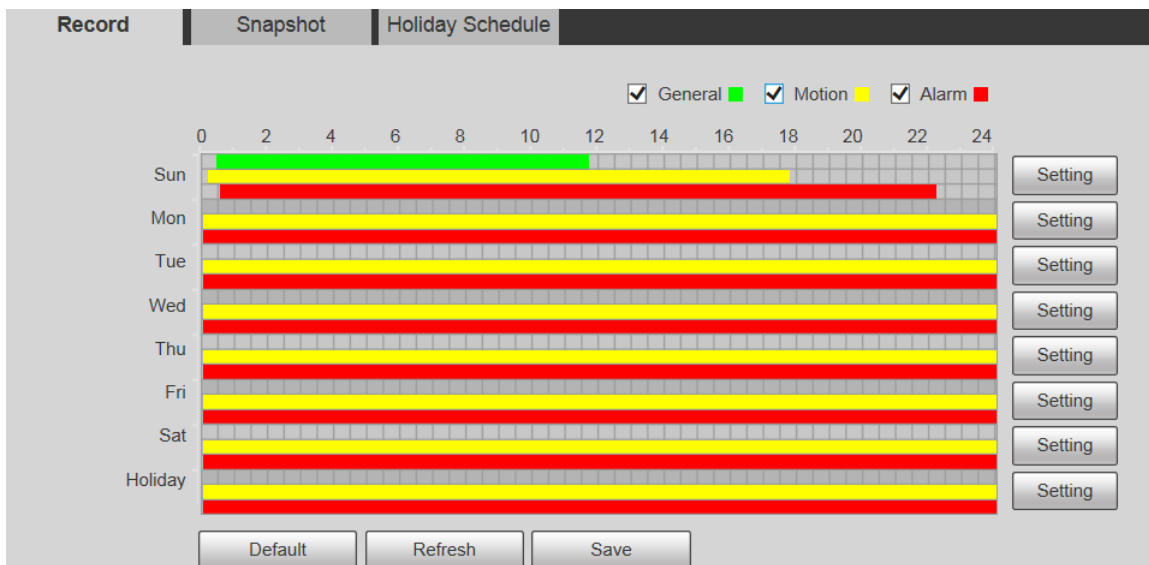 Record Snapshot Holiday Schedule
General Motion Alarm
0 2 4 6 8 10 12 14 16 18 20 22 24
Sun Setting
Mon Setting
Tue Setting
Wed Setting
Thu Setting
Fri Setting
Sat Setting
Holiday Setting
Default Refresh Save